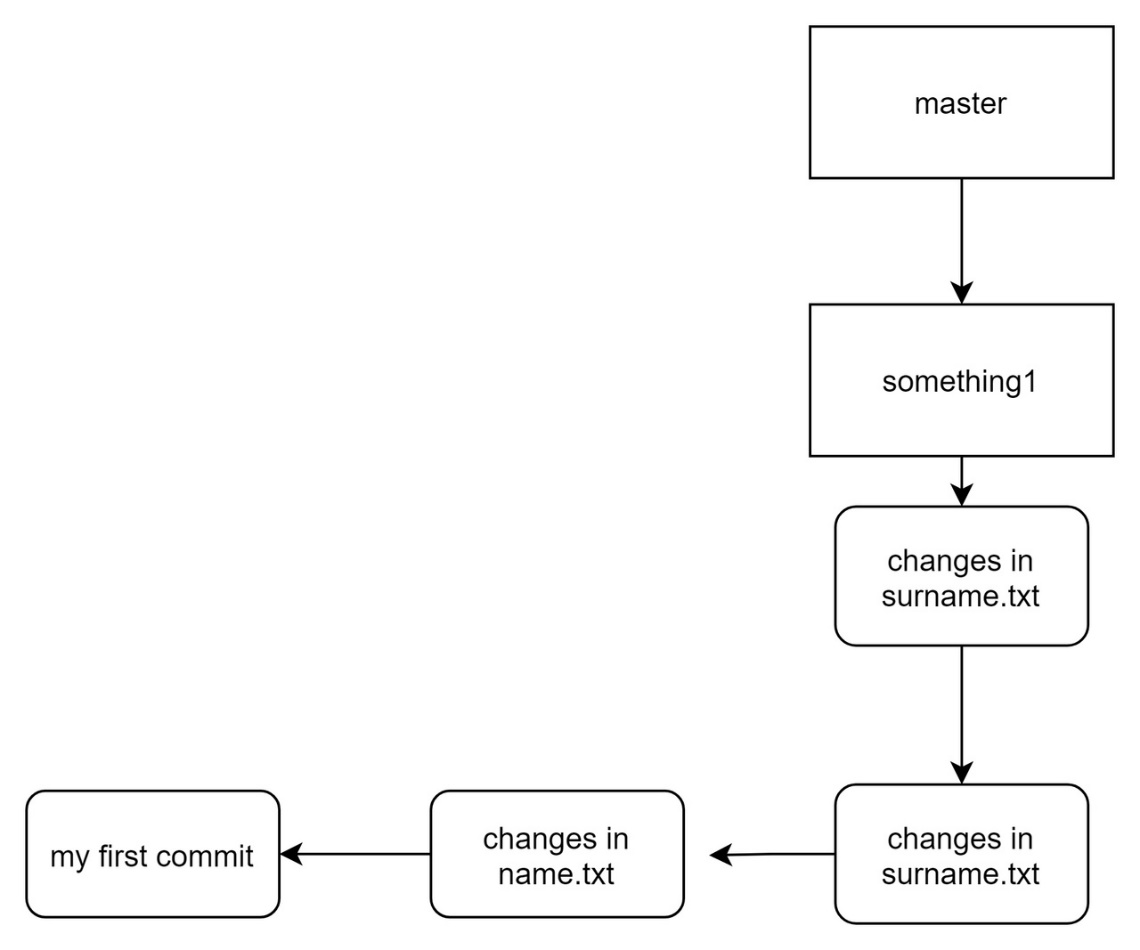 master
something1
changes in
surname.txt
my first commit
changes in
name.txt
changes in
surname.txt